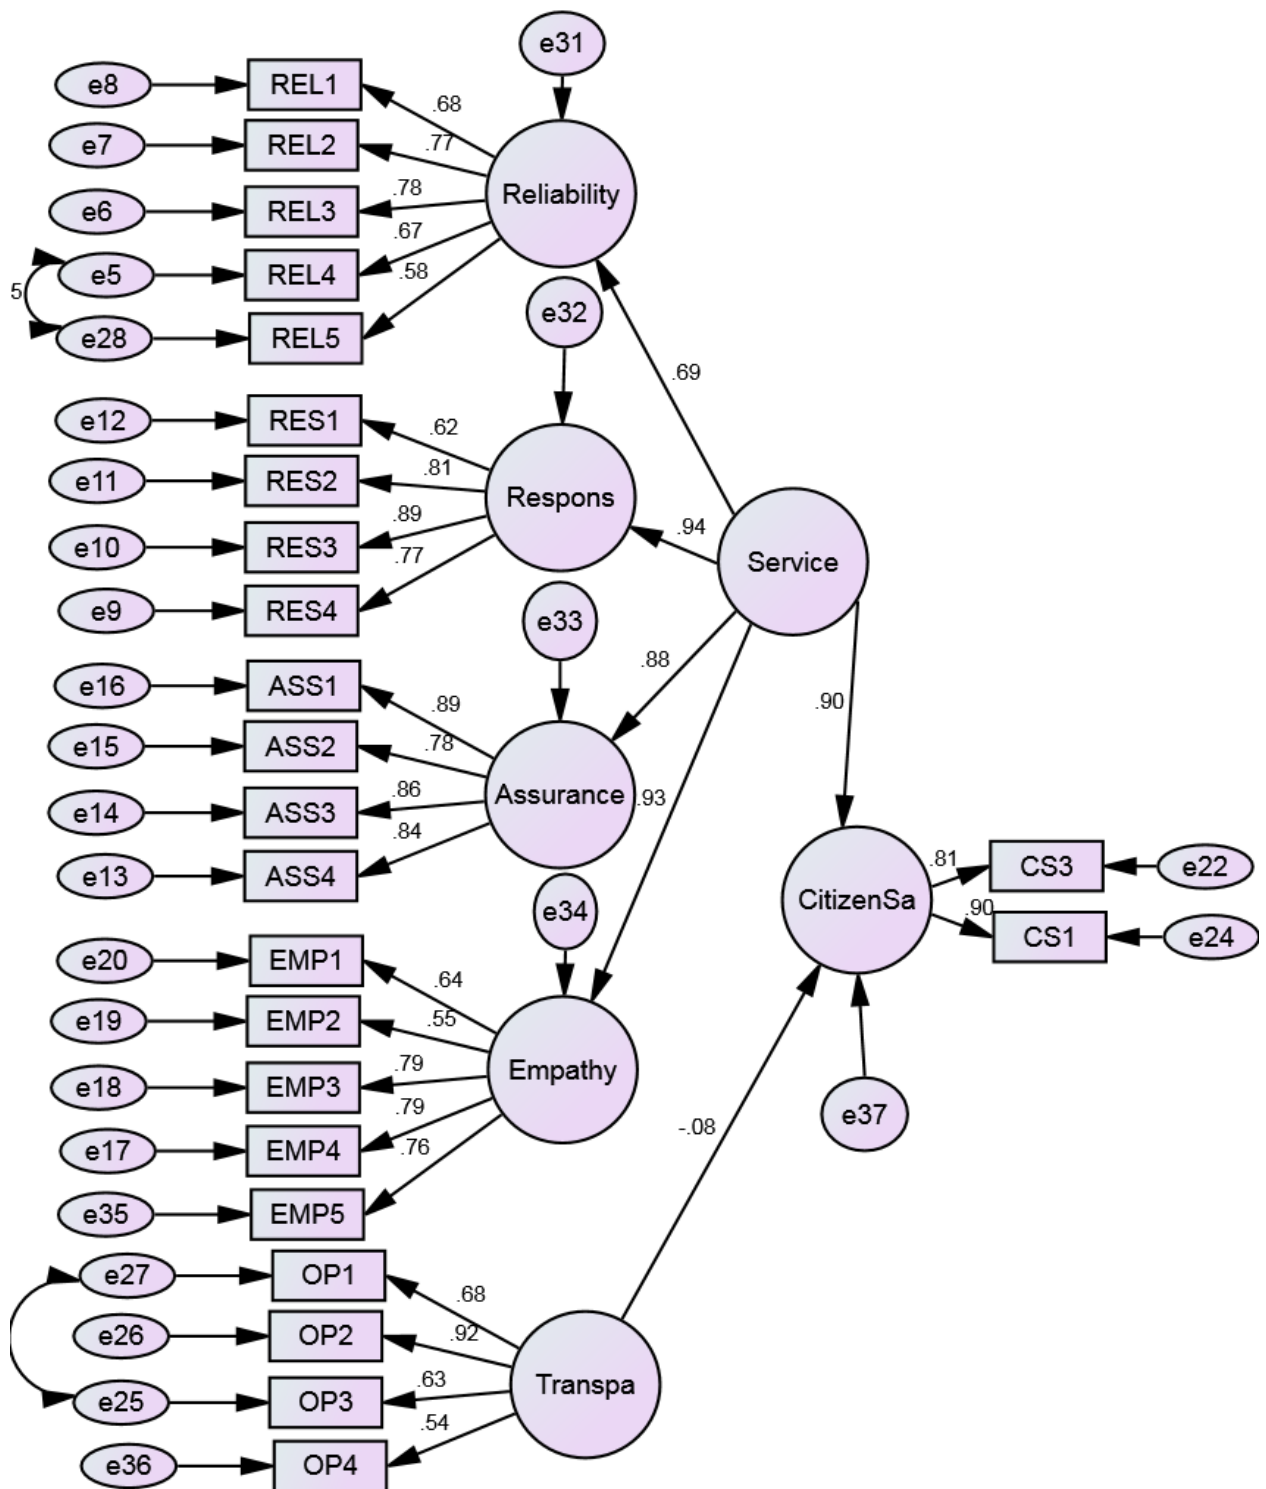 e31
e8 REL1 .68
e7 REL2 .77
Reliability
e6 REL3 .78
e5 REL4 .67
5
e28 REL5 .58
e32
.69
e12 RES1 .62
e11 RES2 .81
Respons .94
e10 RES3 .89
e9 RES4 .77
Service
e33
.88
e16 ASS1 .89
.90
e15 ASS2 .78
Assurance .93
e14 ASS3 .86
e13 ASS4 .84
CitizenSa .81 CS3 e22
.90 CS1 e24
e34
e20 EMP1 .64
e19 EMP2 .55
Empathy
e18 EMP3 .79
e17 EMP4 .79
e37
-.08
e35 EMP5 .76
e27 OP1 .68
e26 OP2 .92
Transpa
e25 OP3 .63
e36 OP4 .54